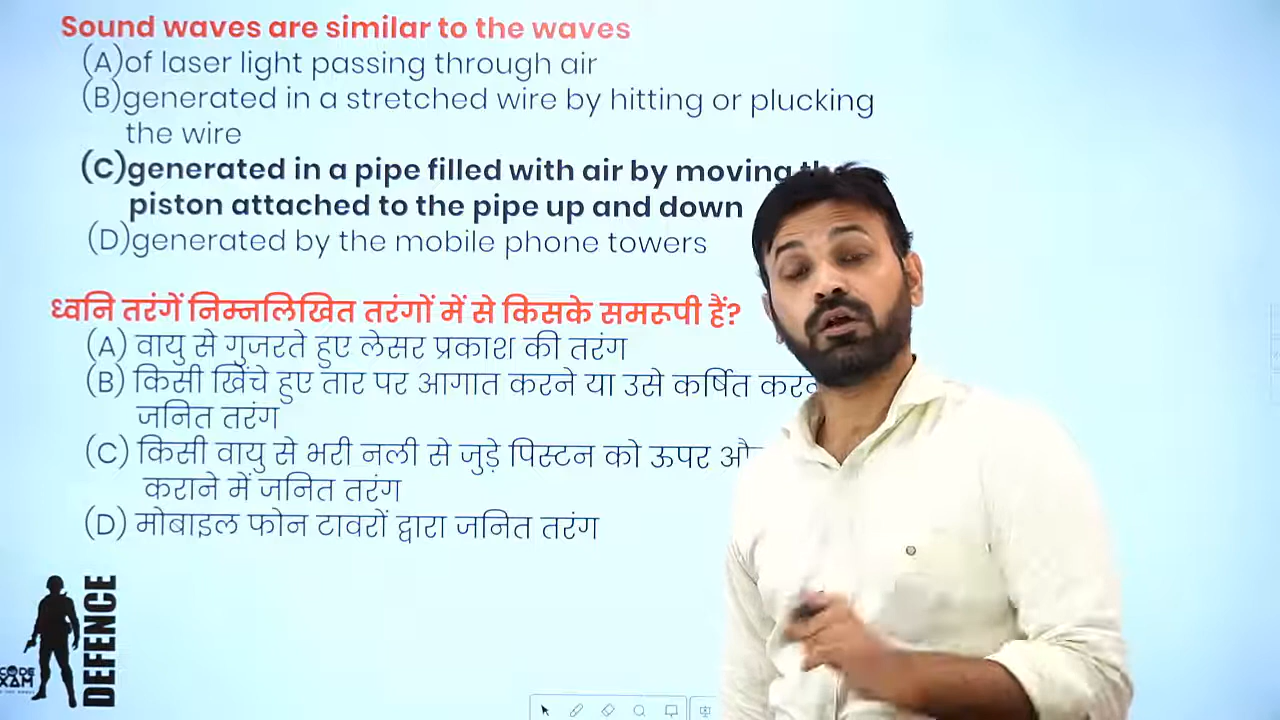 Sound waves are similar to the waves
(A)of laser light passing through air
(B)generated in a stretched wire by hitting or plucking
the wire
(C)generated in a pipe filled with air by moving the
piston attached to the pipe up and down
(D)generated by the mobile phone towers
ध्वनि तरंगें निम्नलिखित तरंगों में से किसके समरूपी हैं?
(A) वायु से गुजरते हुए लेसर प्रकाश की तरंग
(B) किसी खिंचे हुए तार पर आगात करने या उसे कर्षित
जनित तरंग
(C) किसी वायु से भरी नली से जुड़े पिस्टन को ऊपर
कराने में जनित तरंग
(D) मोबाइल फोन टावरों द्वारा जनित तरंग
DEFENCE
CODE
EXAM